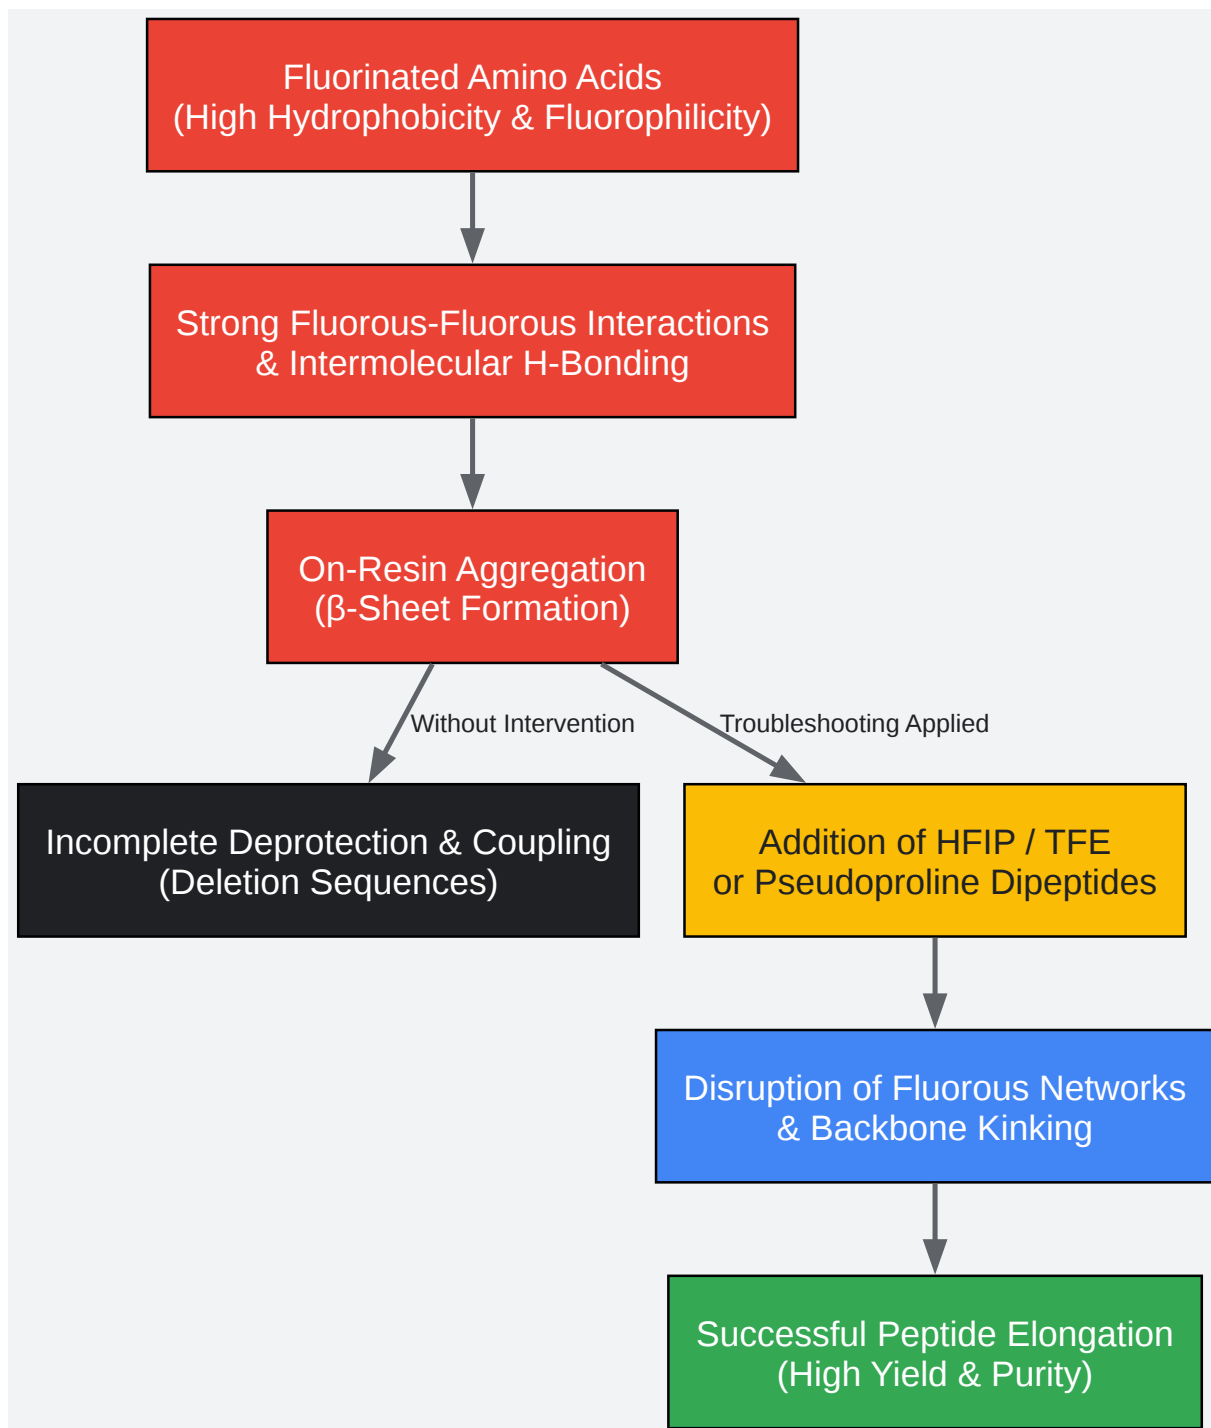 Fluorinated Amino Acids
(High Hydrophobicity & Fluorophilicity)
Strong Fluorous-Fluorous Interactions
& Intermolecular H-Bonding
On-Resin Aggregation
(β-Sheet Formation)
Without Intervention
Troubleshooting Applied
Incomplete Deprotection & Coupling
(Deletion Sequences)
Addition of HFIP / TFE
or Pseudoproline Dipeptides
Disruption of Fluorous Networks
& Backbone Kinking
Successful Peptide Elongation
(High Yield & Purity)